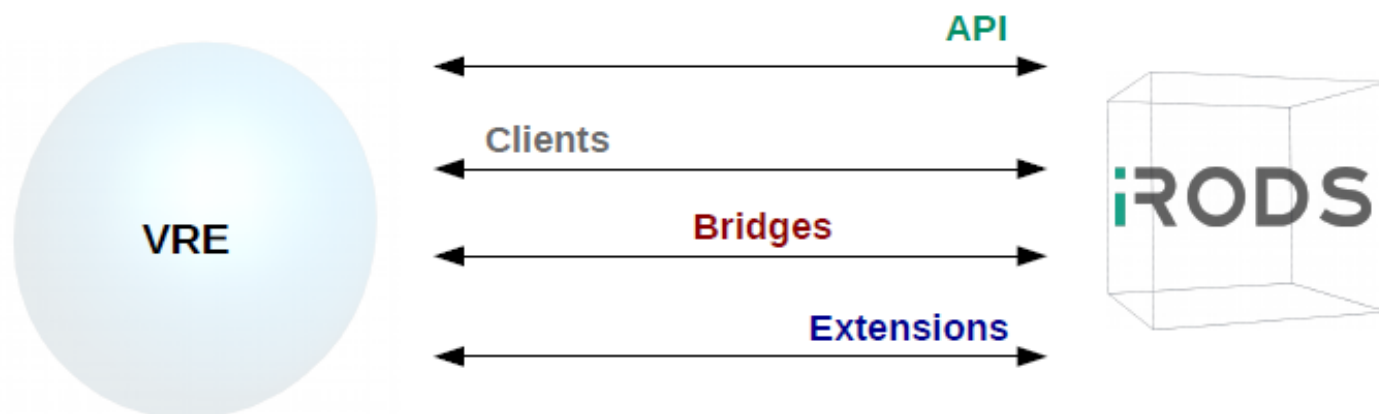 API
Clients
VRE
iRODS
Bridges
Extensions